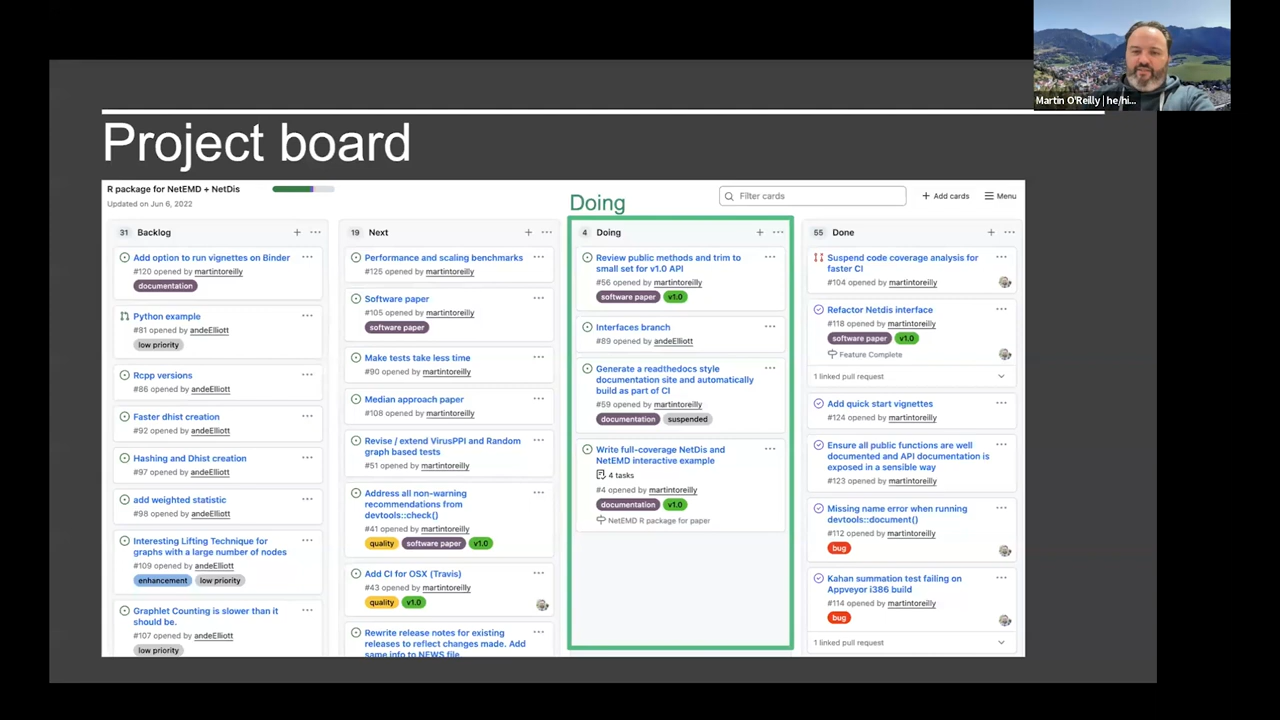 Martin O'Reilly | he/hi...
Project board
R package for NetEMD + NetDis
Updated on Jun 6, 2022
Doing
Filter cards
+ Add cards
Menu
31 Backlog
Add option to run vignettes on Binder
#120 opened by martintoreilly
documentation
Python example
#81 opened by andeElliott
low priority
Rcpp versions
#86 opened by andeElliott
Faster dhist creation
#92 opened by andeElliott
Hashing and Dhist creation
#97 opened by andeElliott
add weighted statistic
#98 opened by andeElliott
Interesting Lifting Technique for
graphs with a large number of nodes
#109 opened by andeElliott
enhancement low priority
Graphlet Counting is slower than it
should be.
#107 opened by andeElliott
low priority
19 Next
Performance and scaling benchmarks
#125 opened by martintoreilly
Software paper
#105 opened by martintoreilly
software paper
Make tests take less time
#90 opened by martintoreilly
Median approach paper
#108 opened by martintoreilly
Revise / extend VirusPPI and Random
graph based tests
#51 opened by martintoreilly
Address all non-warning
recommendations from
devtools::check()
#41 opened by martintoreilly
quality software paper v1.0
Add CI for OSX (Travis)
#43 opened by martintoreilly
quality v1.0
Rewrite release notes for existing
releases to reflect changes made. Add
same info to NEWS file
4 Doing
Review public methods and trim to
small set for v1.0 API
#56 opened by martintoreilly
software paper v1.0
Interfaces branch
#89 opened by andeElliott
Generate a readthedocs style
documentation site and automatically
build as part of CI
#59 opened by martintoreilly
documentation suspended
Write full-coverage NetDis and
NetEMD interactive example
4 tasks
#4 opened by martintoreilly
documentation v1.0
NetEMD R package for paper
55 Done
Suspend code coverage analysis for
faster CI
#104 opened by martintoreilly
Refactor Netdis interface
#118 opened by martintoreilly
software paper v1.0
Feature Complete
1 linked pull request
Add quick start vignettes
#124 opened by martintoreilly
Ensure all public functions are well
documented and API documentation is
exposed in a sensible way
#123 opened by martintoreilly
Missing name error when running
devtools::document()
#112 opened by martintoreilly
bug
Kahan summation test failing on
Appveyor i386 build
#114 opened by martintoreilly
bug
1 linked pull request